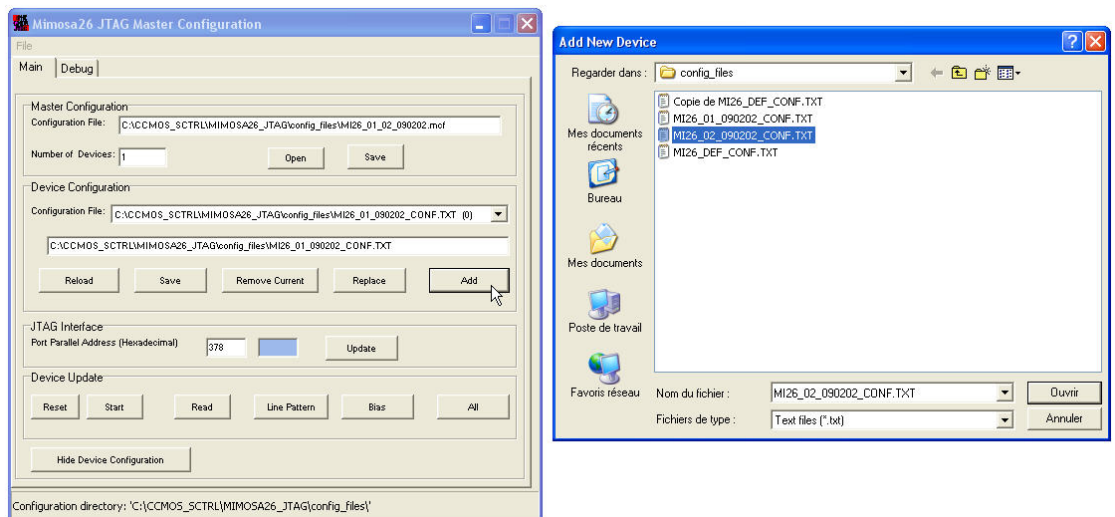 Mimosa26 JTAG Master Configuration
File
Main Debug
Master Configuration
Configuration File: C:\CCMOS_SCTRL\MIMOSA26_JTAG\config_files\MI26_01_02_090202.mcf
Number of Devices: 1 Open Save
Device Configuration
Configuration File: C:\CCMOS_SCTRL\MIMOSA26_JTAG\config_files\MI26_01_090202_CONF.TXT (0)
C:\CCMOS_SCTRL\MIMOSA26_JTAG\config_files\MI26_01_090202_CONF.TXT
Reload Save Remove Current Replace Add
JTAG Interface
Port Parallel Address (Hexadecimal) 378 Update
Device Update
Reset Start Read Line Pattern Bias All
Hide Device Configuration
Configuration directory: 'C:\CCMOS_SCTRL\MIMOSA26_JTAG\config_files\'
Add New Device
Regarder dans : config_files
Copie de MI26_DEF_CONF.TXT
MI26_01_090202_CONF.TXT
MI26_02_090202_CONF.TXT
MI26_DEF_CONF.TXT
Mes documents
récents
Bureau
Mes documents
Poste de travail
Favoris réseau
Nom du fichier : MI26_02_090202_CONF.TXT Ouvrir
Fichiers de type : Text files (*.txt) Annuler